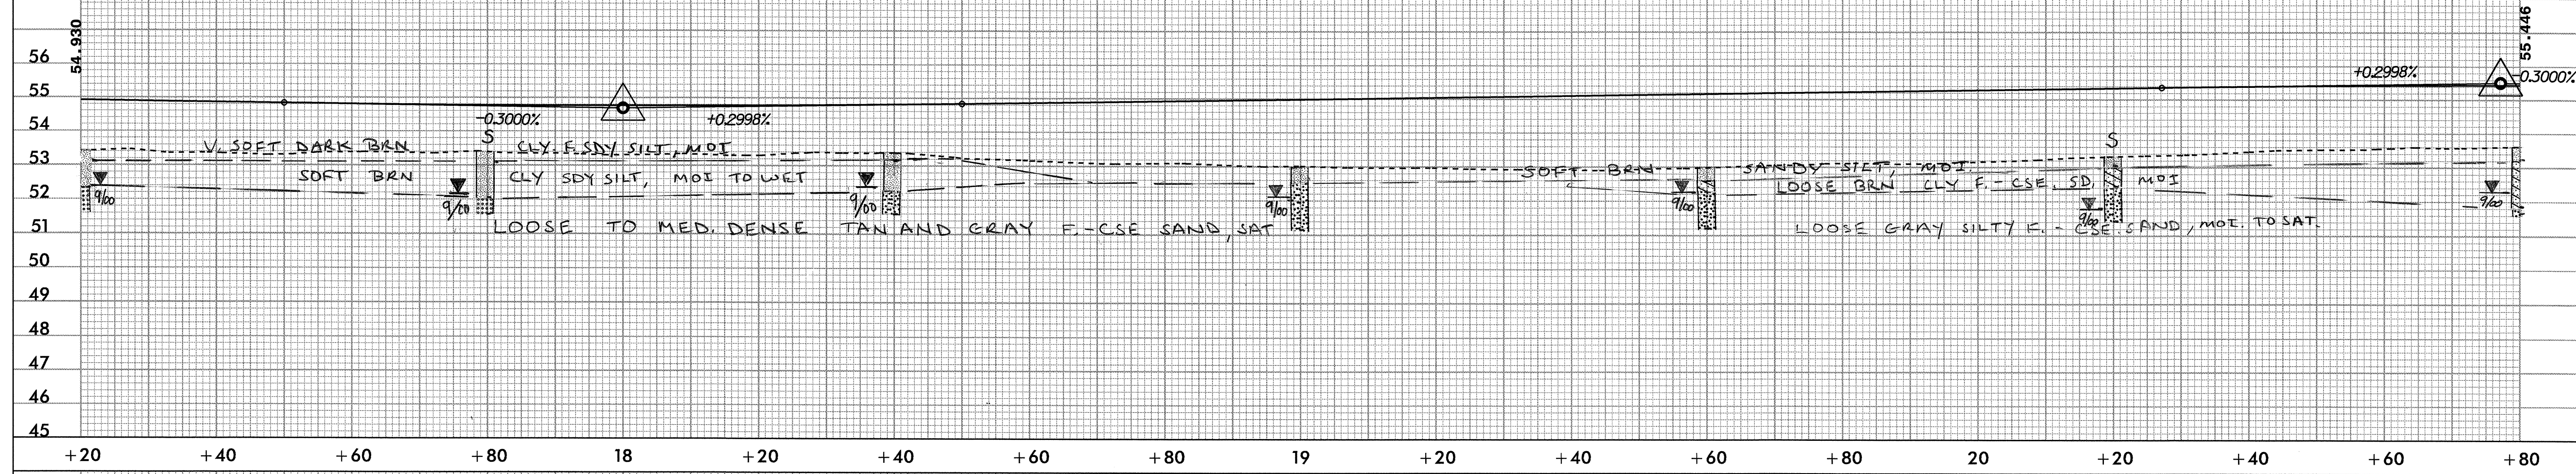 54.930
55.446
56
55
54
53
52
51
50
49
48
47
46
45
-0.3000%
+0.2998%
+0.2998%
-0.3000%
S
S
V. SOFT DARK BRN CLY. F. SDY SILT, MOI
SOFT BRN CLY SDY SILT, MOI TO WET
SOFT BRN SANDY SILT, MOI.
LOOSE BRN CLY F.-CSE. SD, MOI
9/00
9/00
9/00
9/00
9/00
9/00
9/00
LOOSE TO MED. DENSE TAN AND GRAY F.-CSE SAND, SAT
LOOSE GRAY SILTY F.-CSE. SAND, MOI. TO SAT.
+20 +40 +60 +80 18 +20 +40 +60 +80 19 +20 +40 +60 +80 20 +20 +40 +60 +80